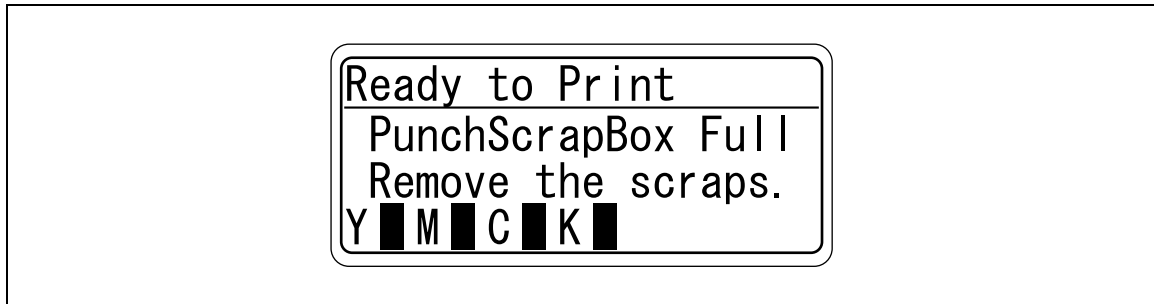 Ready to Print
PunchScrapBox Full
Remove the scraps.
Y M C K